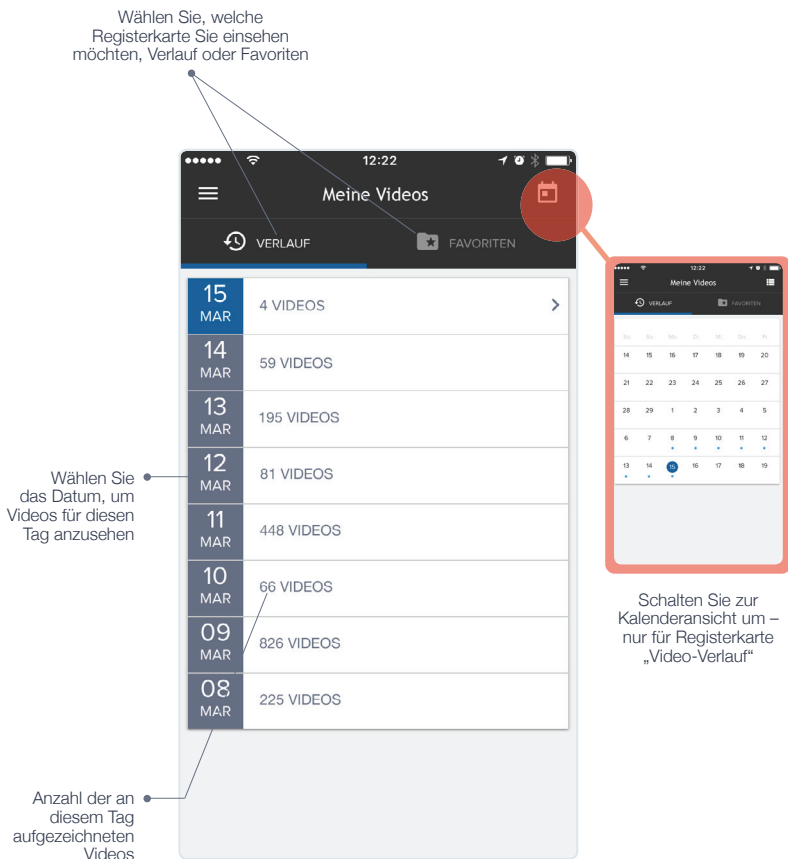 Wählen Sie, welche
Registerkarte Sie einsehen
möchten, Verlauf oder Favoriten
12:22
Meine Videos
VERLAUF
FAVORITEN
15
MAR
4 VIDEOS
14
MAR
59 VIDEOS
13
MAR
195 VIDEOS
12
MAR
81 VIDEOS
11
MAR
448 VIDEOS
10
MAR
66 VIDEOS
09
MAR
826 VIDEOS
08
MAR
225 VIDEOS
Wählen Sie
das Datum, um
Videos für diesen
Tag anzusehen
Anzahl der an
diesem Tag
aufgezeichneten
Videos
12:22
Meine Videos
VERLAUF
FAVORITEN
14 15 16 17 18 19 20
21 22 23 24 25 26 27
28 29 1 2 3 4 5
6 7 8 9 10 11 12
13 14 15 16 17 18 19
Schalten Sie zur
Kalenderansicht um –
nur für Registerkarte
„Video-Verlauf“